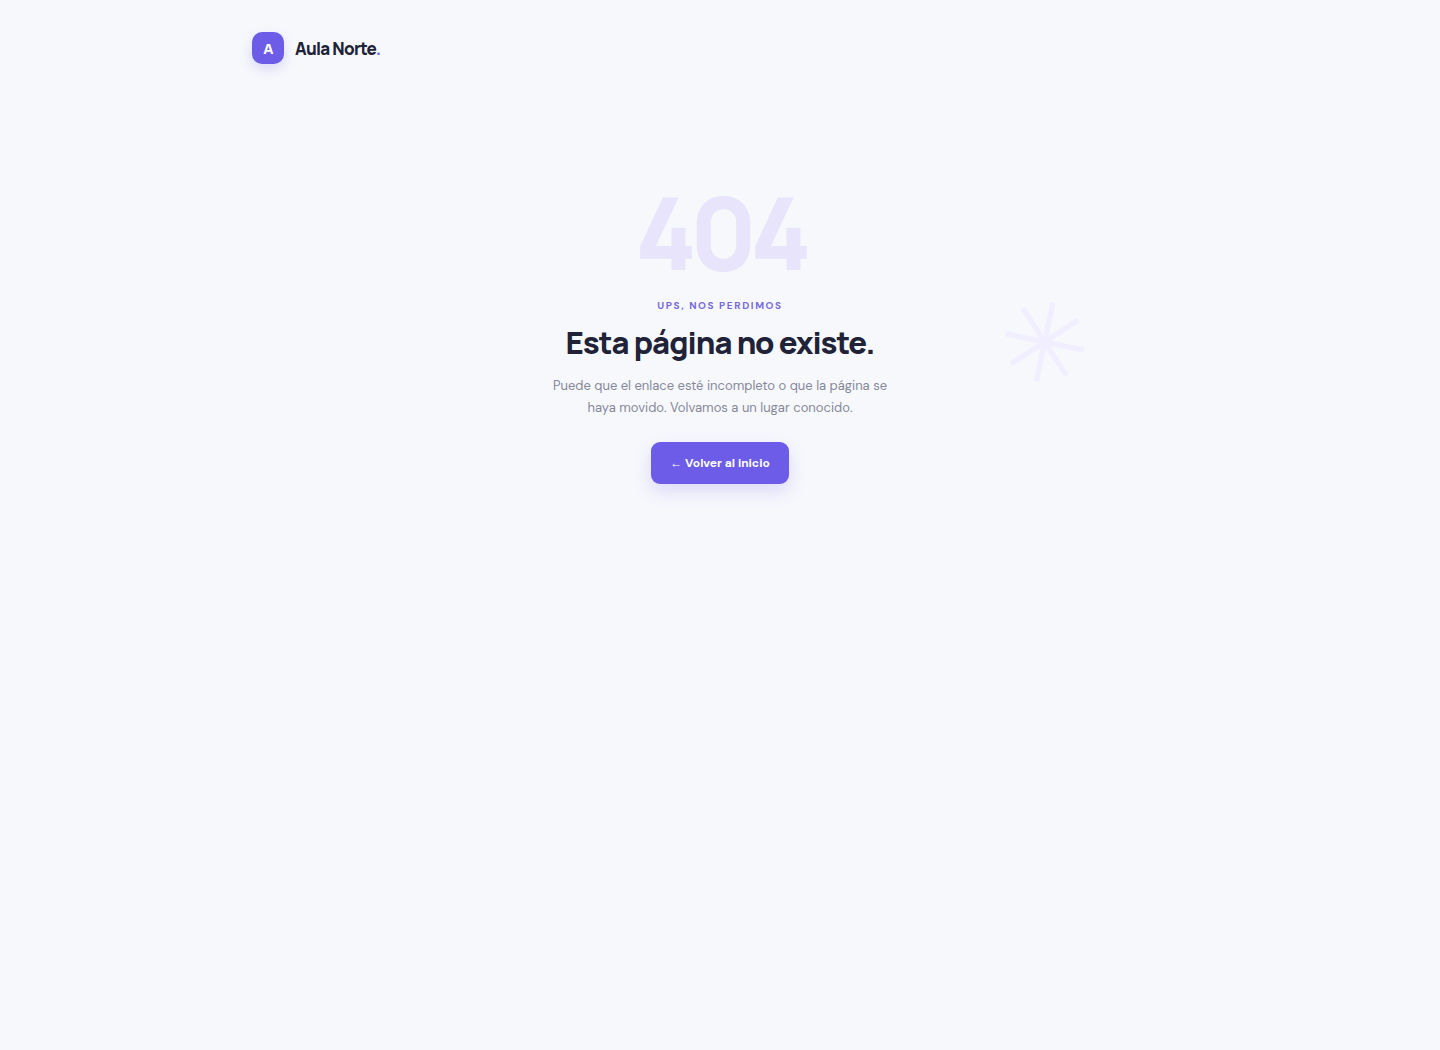 A
Aula Norte.
404
UPS, NOS PERDIMOS
Esta página no existe.
Puede que el enlace esté incompleto o que la página se
haya movido. Volvamos a un lugar conocido.
← Volver al inicio